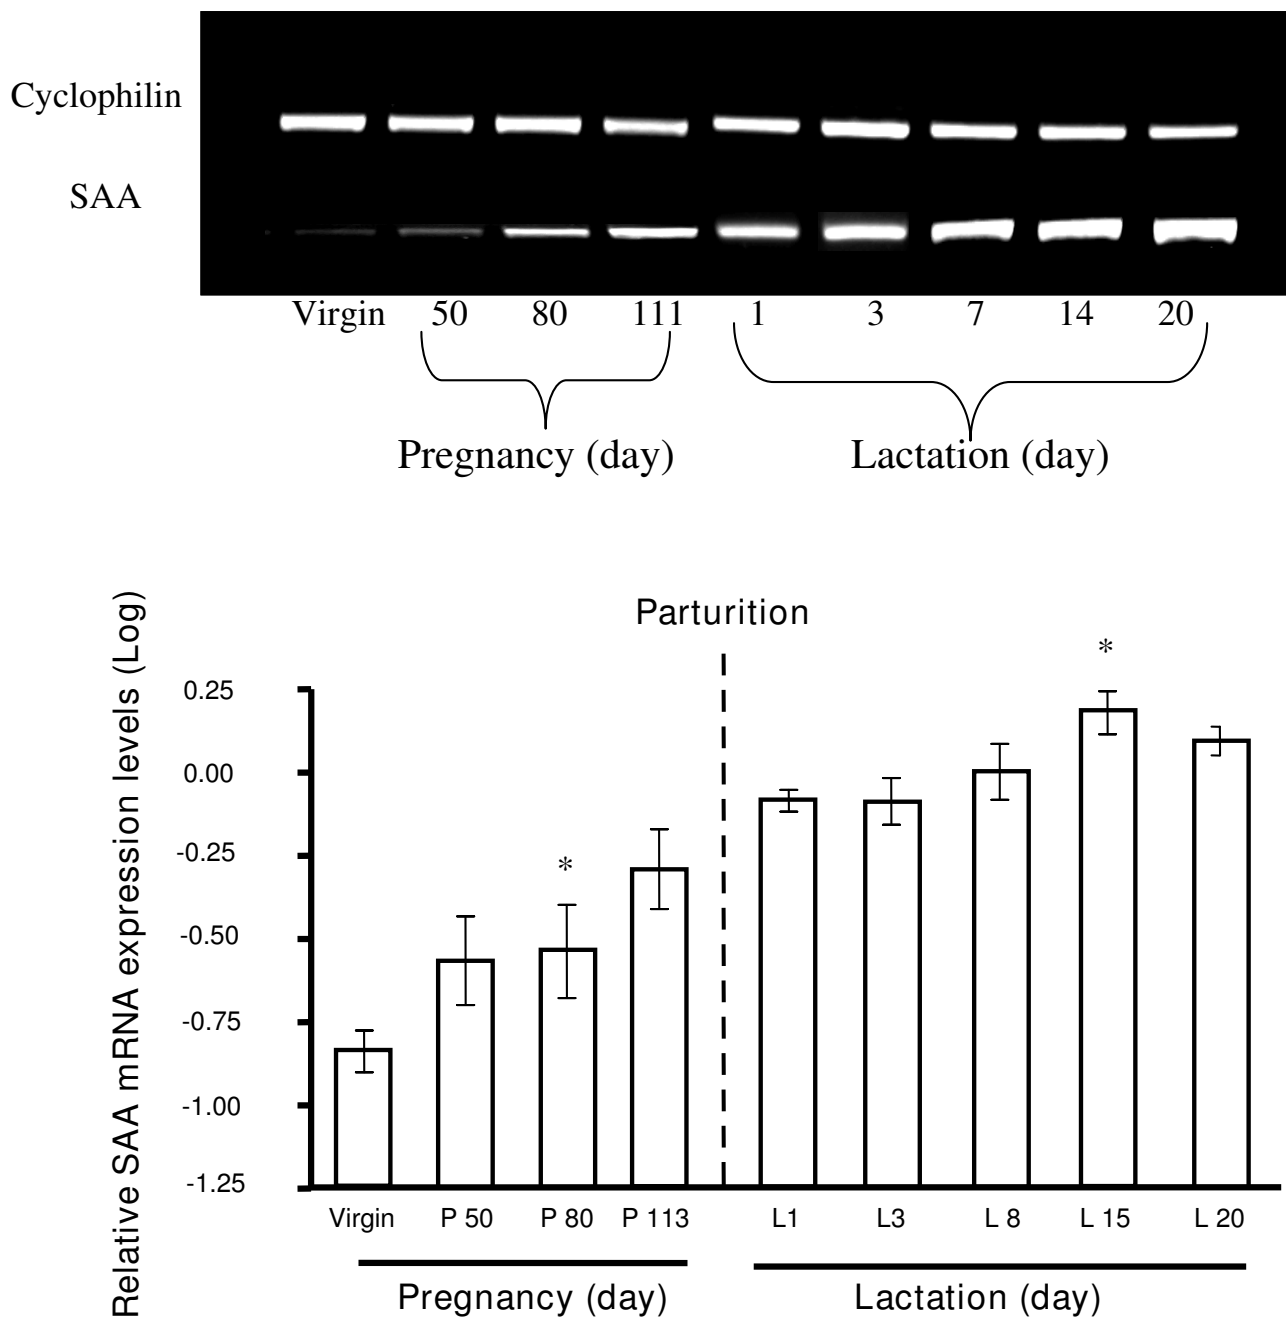 Cyclophilin
SAA
Virgin 50 80 111 1 3 7 14 20
Pregnancy (day) Lactation (day)
Parturition
Relative SAA mRNA expression levels (Log)
0.25
*
0.00
-0.25
*
-0.50
-0.75
-1.00
-1.25
Virgin P 50 P 80 P 113 L1 L3 L 8 L 15 L 20
Pregnancy (day) Lactation (day)